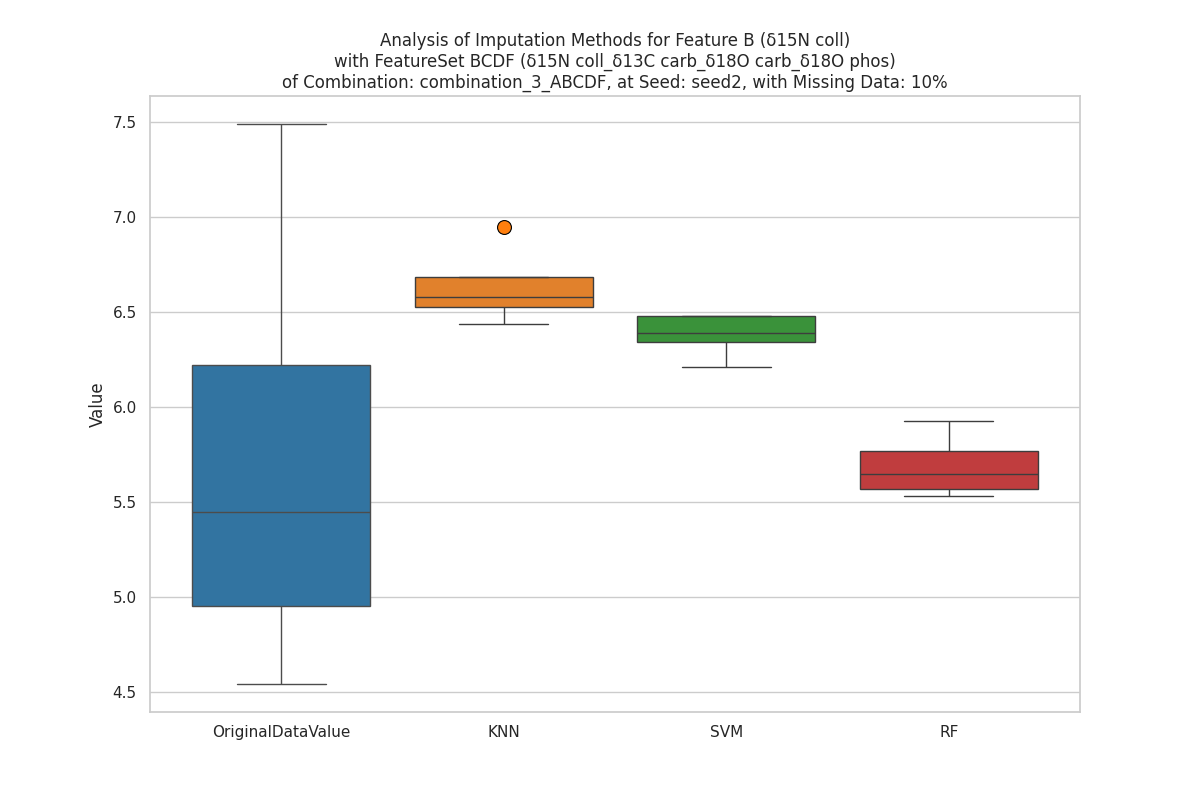 Analysis of Imputation Methods for Feature B (δ15N coll)
with FeatureSet BCDF (δ15N coll_δ13C carb_δ18O carb_δ18O phos)
of Combination: combination_3_ABCDF, at Seed: seed2, with Missing Data: 10%
7.5
7.0
6.5
6.0
5.5
5.0
4.5
Value
OriginalDataValue
KNN
SVM
RF